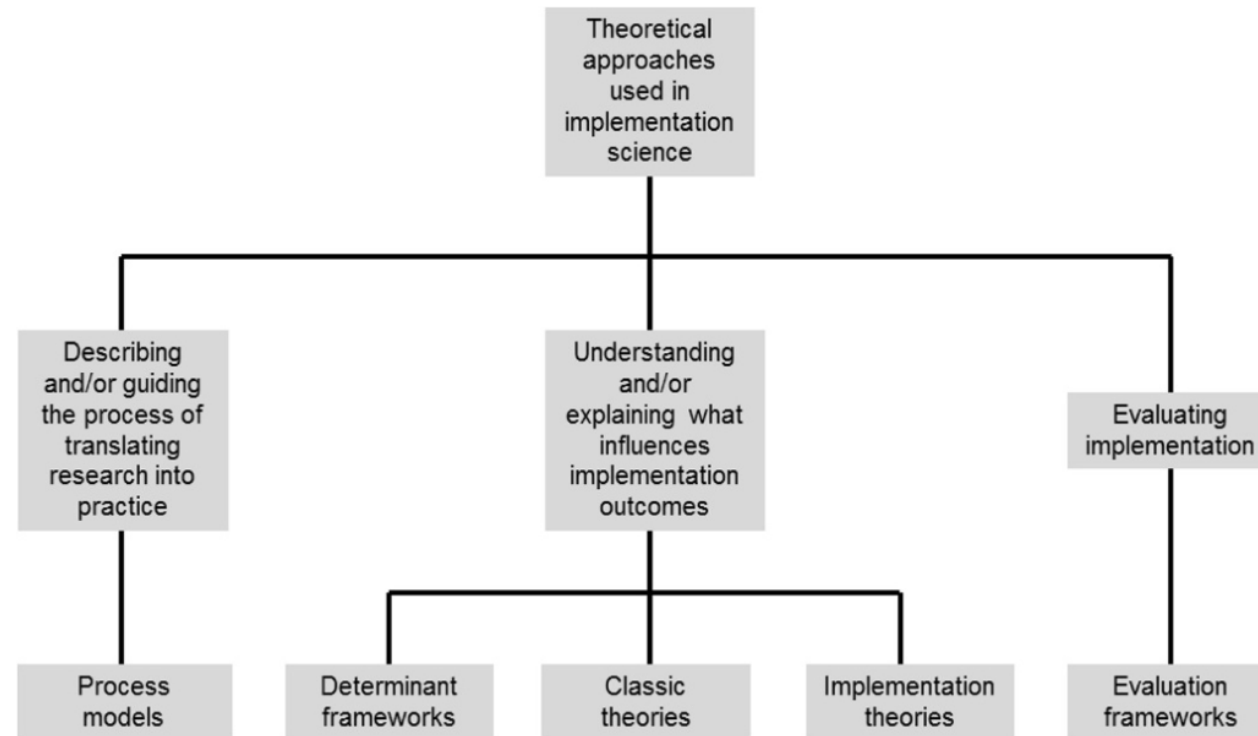 Theoretical
approaches
used in
implementation
science
Describing
and/or guiding
the process of
translating
research into
practice
Understanding
and/or
explaining what
influences
implementation
outcomes
Evaluating
implementation
Process
models
Determinant
frameworks
Classic
theories
Implementation
theories
Evaluation
frameworks